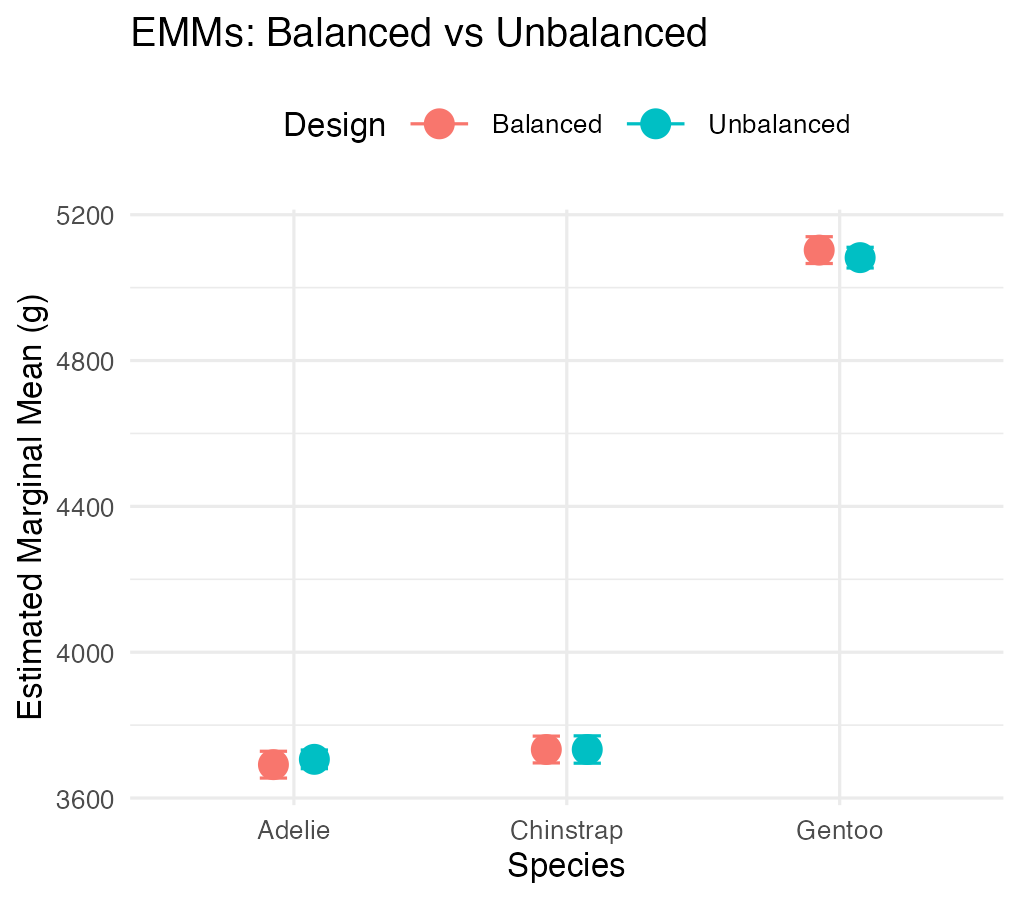 EMMs: Balanced vs Unbalanced
Design Balanced Unbalanced
Estimated Marginal Mean (g)
5200
4800
4400
4000
3600
Adelie Chinstrap Gentoo
Species